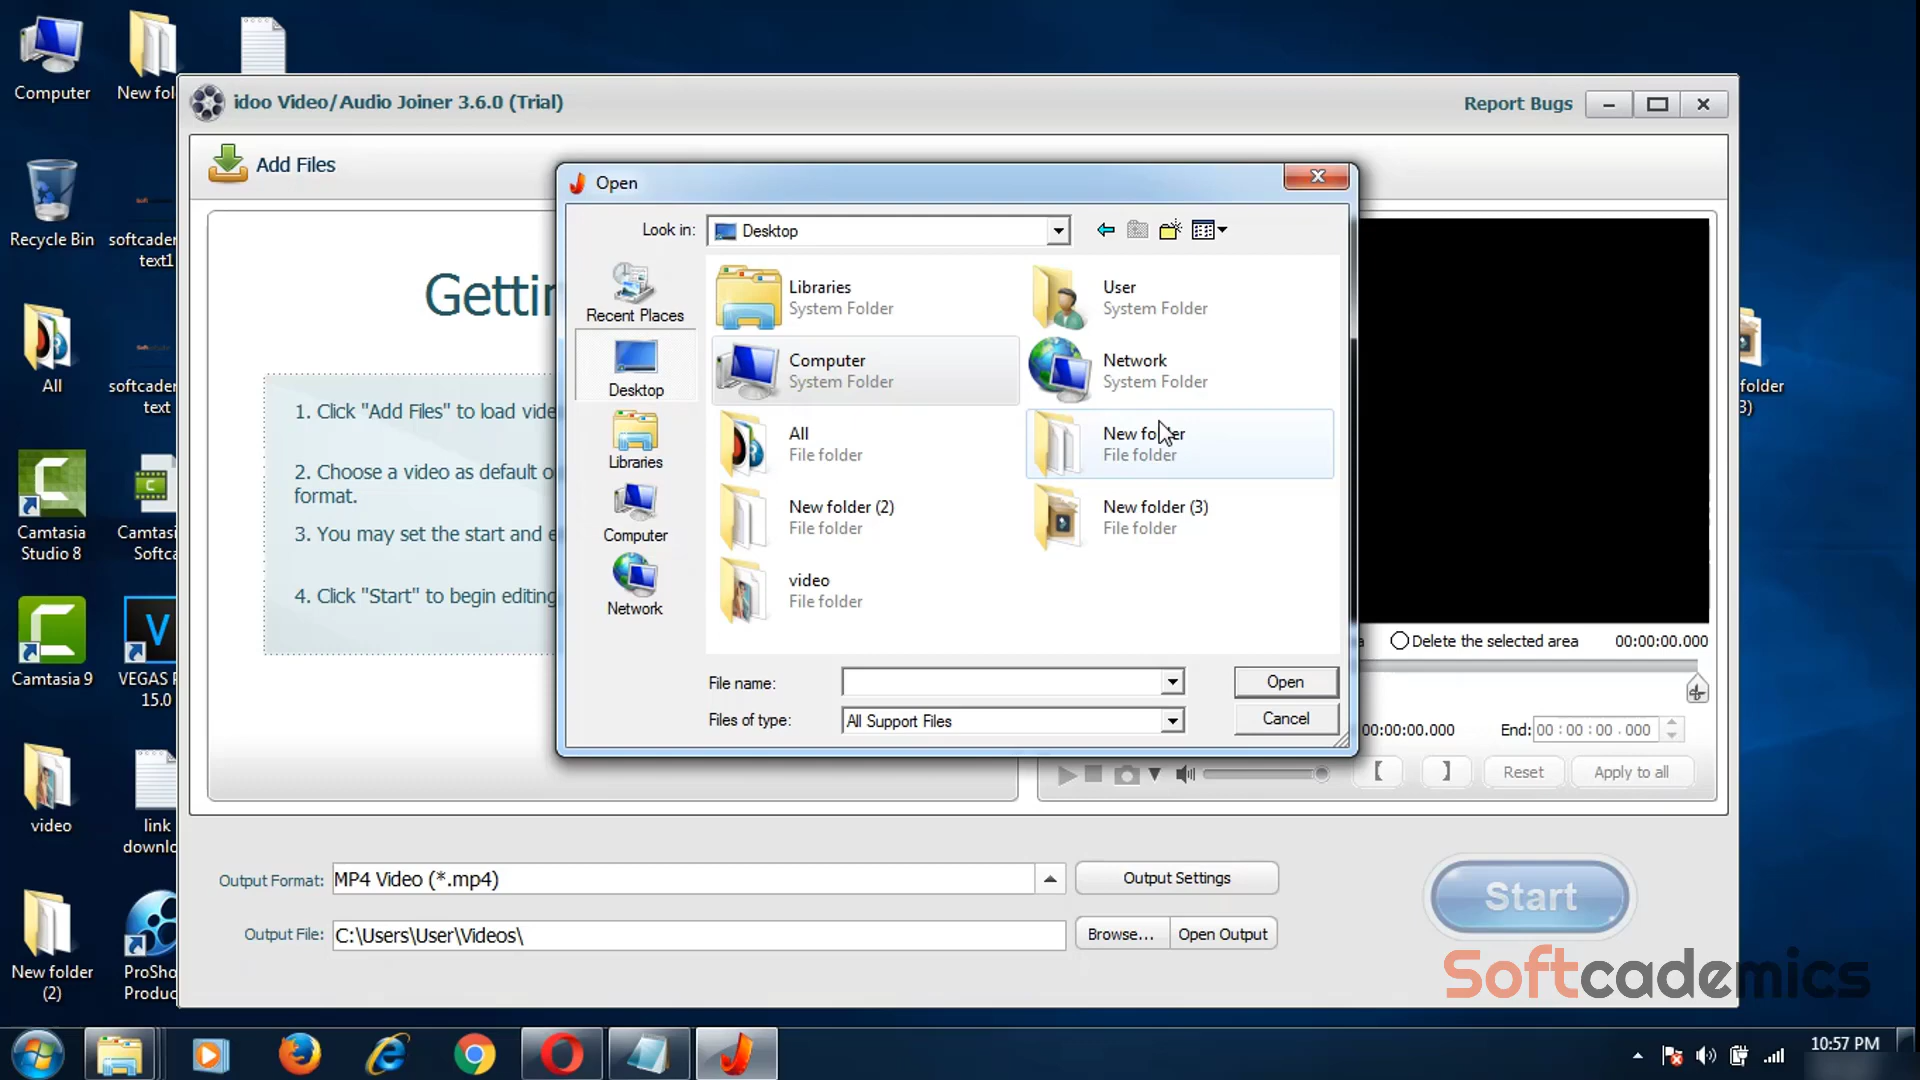 Computer
New fol
Recycle Bin
softcader
text1
All
softcader
text
Camtasia
Studio 8
Camtasi
Softca
Camtasia 9
VEGAS P
15.0
video
link
downlo
New folder
(2)
ProSho
Produc
older
3)
idoo Video/Audio Joiner 3.6.0 (Trial)
Report Bugs
Add Files
Gettin
1. Click "Add Files" to load vide
2. Choose a video as default o
format.
3. You may set the start and e
4. Click "Start" to begin editing
Open
Look in:
Desktop
Recent Places
Desktop
Libraries
Computer
Network
Libraries
System Folder
User
System Folder
Computer
System Folder
Network
System Folder
All
File folder
New folder
File folder
New folder (2)
File folder
New folder (3)
File folder
video
File folder
File name:
Open
Files of type:
All Support Files
Cancel
a
Delete the selected area
00:00:00.000
00:00:00.000
End:
00 : 00 : 00 . 000
Reset
Apply to all
Output Format:
MP4 Video (*.mp4)
Output Settings
Output File:
C:\Users\User\Videos\
Browse...
Open Output
Start
Softcademics
10:57 PM